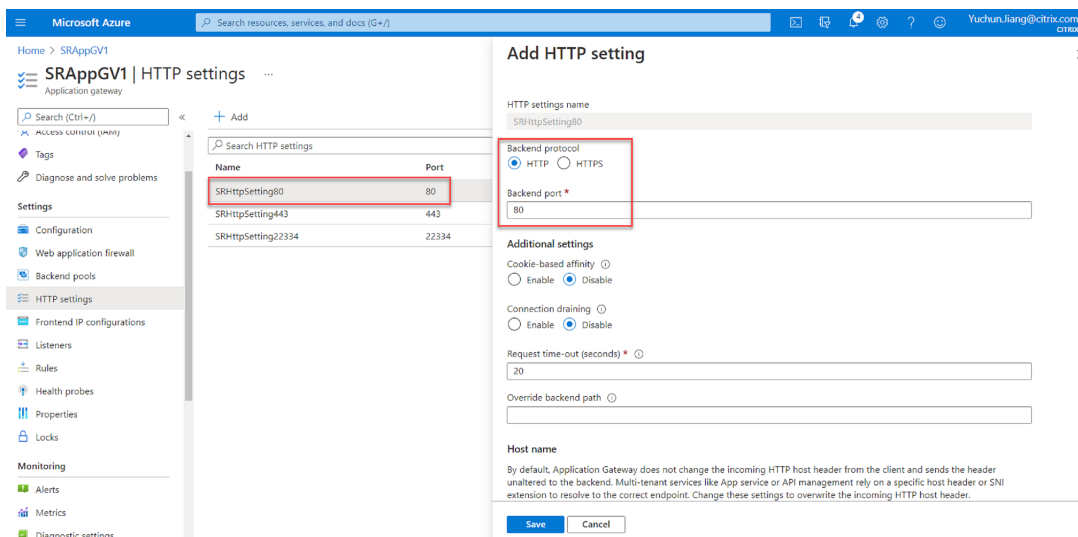 Microsoft Azure
Search resources, services, and docs (G+/)
4
Yuchun.Jiang@citrix.com
CITRIX
Home > SRAppGV1
SRAppGV1 | HTTP settings ...
Application gateway
Search (Ctrl+/)
«
Access control (IAM)
Tags
Diagnose and solve problems
Settings
Configuration
Web application firewall
Backend pools
HTTP settings
Frontend IP configurations
Listeners
Rules
Health probes
Properties
Locks
Monitoring
Alerts
Metrics
Diagnostic settings
+ Add
Search HTTP settings
Name Port
SRHttpSetting80 80
SRHttpSetting443 443
SRHttpSetting22334 22334
Add HTTP setting
HTTP settings name
SRHttpSetting80
Backend protocol
HTTP HTTPS
Backend port *
80
Additional settings
Cookie-based affinity
Enable Disable
Connection draining
Enable Disable
Request time-out (seconds) *
20
Override backend path
Host name
By default, Application Gateway does not change the incoming HTTP host header from the client and sends the header
unaltered to the backend. Multi-tenant services like App service or API management rely on a specific host header or SNI
extension to resolve to the correct endpoint. Change these settings to overwrite the incoming HTTP host header.
Save Cancel